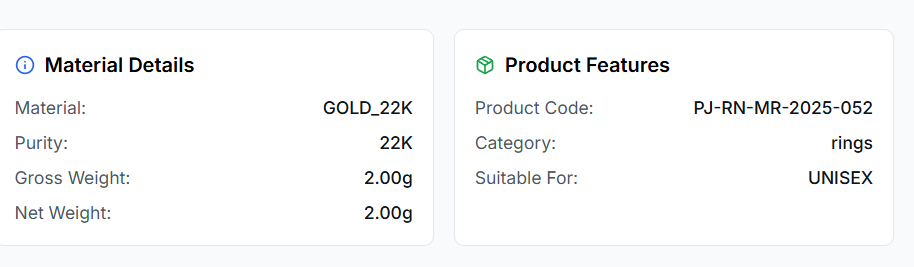 Material Details
Material: GOLD_22K
Purity: 22K
Gross Weight: 2.00g
Net Weight: 2.00g
Product Features
Product Code: PJ-RN-MR-2025-052
Category: rings
Suitable For: UNISEX